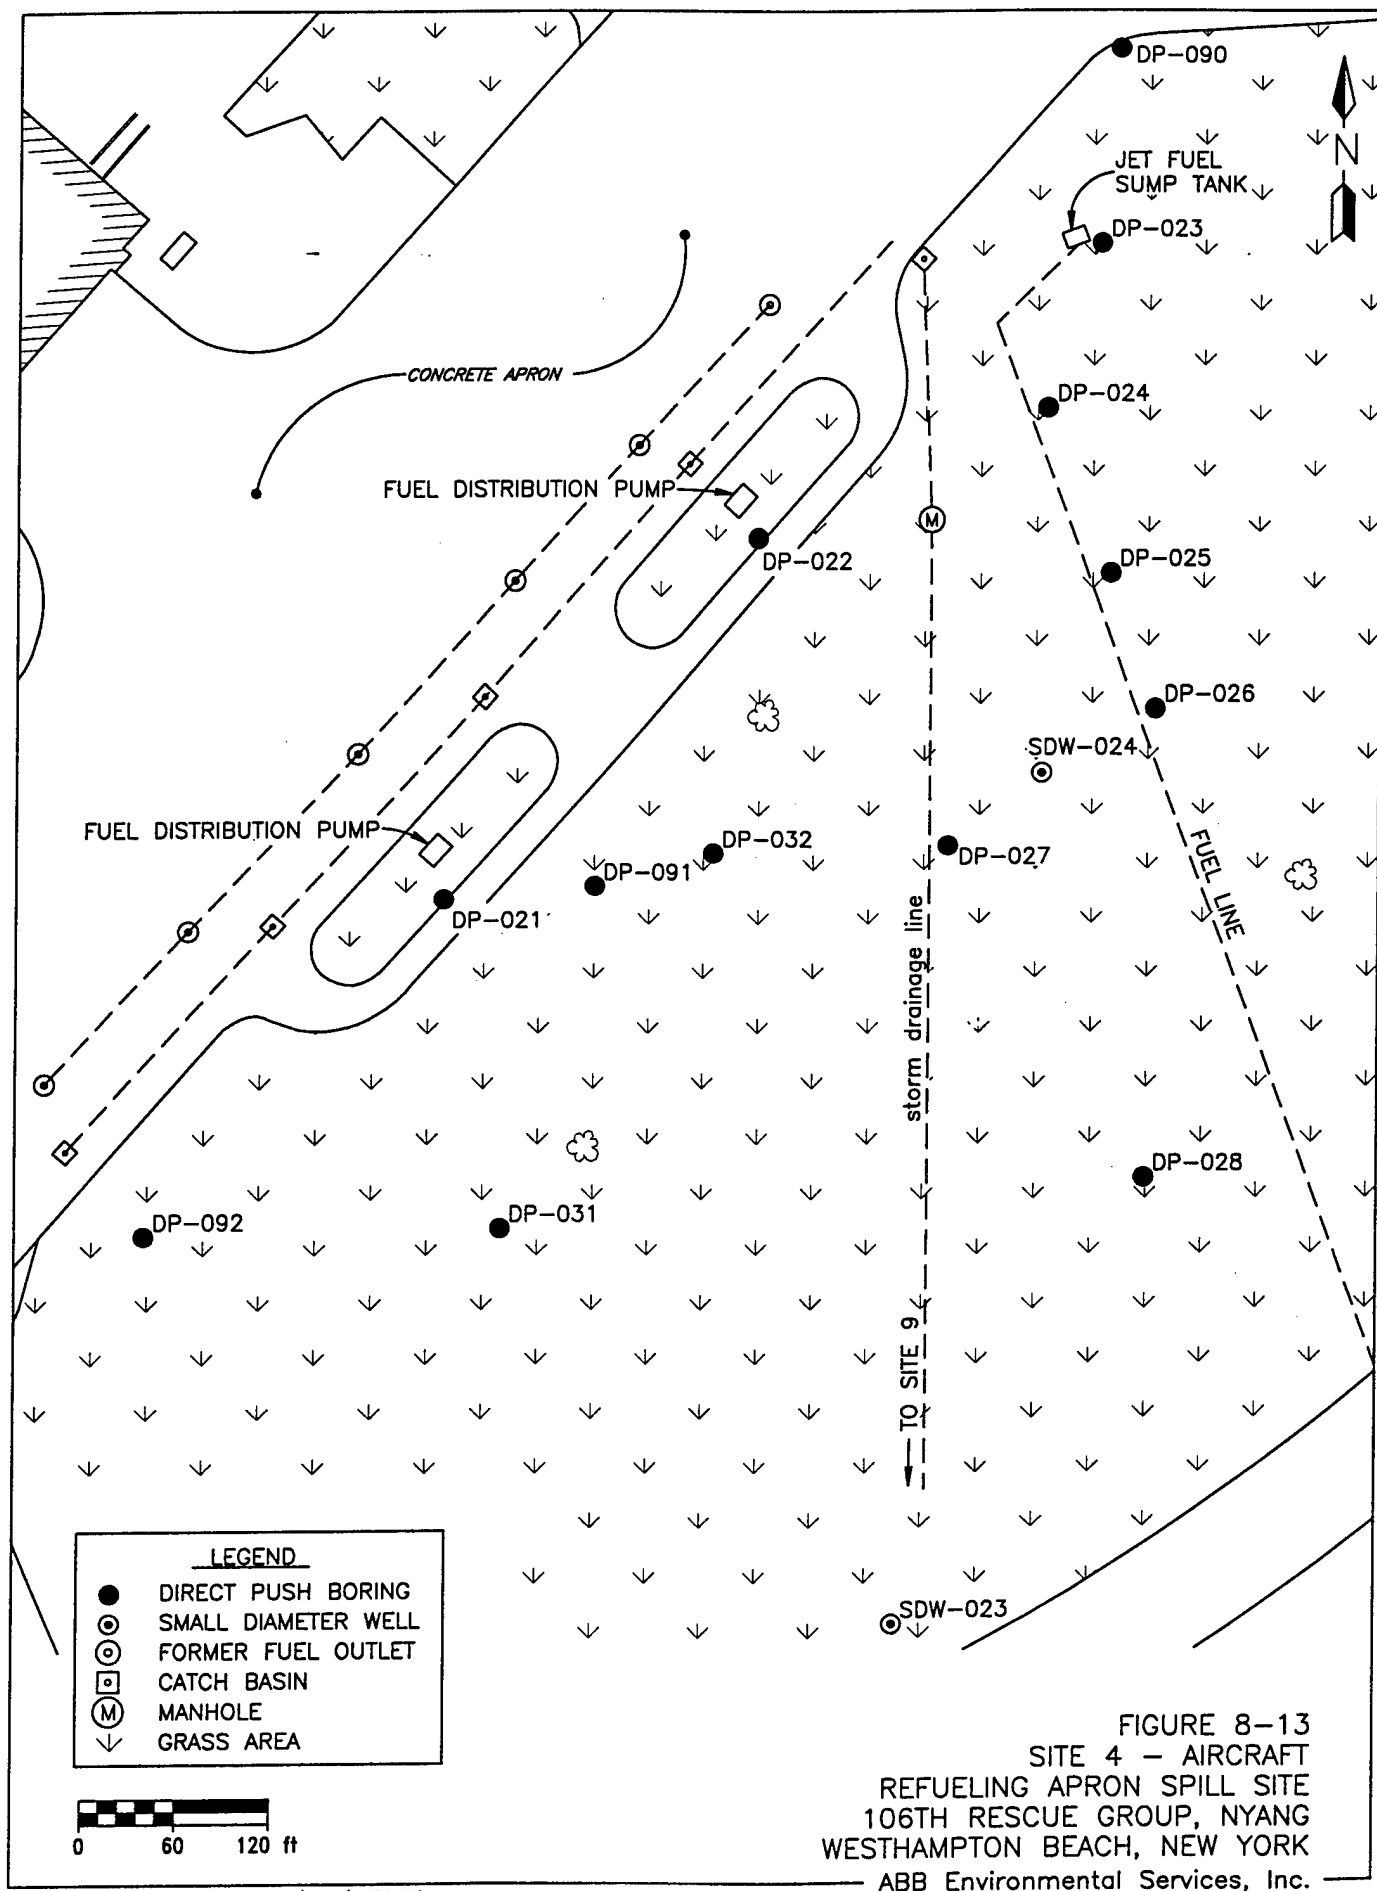 DP-090
N
JET FUEL
SUMP TANK
DP-023
CONCRETE APRON
DP-024
FUEL DISTRIBUTION PUMP
M
DP-022
DP-025
DP-026
SDW-024
FUEL DISTRIBUTION PUMP
DP-032
DP-027
DP-091
FUEL LINE
DP-021
storm drainage line
DP-028
DP-092
DP-031
TO SITE 9
LEGEND
DIRECT PUSH BORING
SMALL DIAMETER WELL
FORMER FUEL OUTLET
CATCH BASIN
M MANHOLE
GRASS AREA
SDW-023
0 60 120 ft
FIGURE 8-13
SITE 4 - AIRCRAFT
REFUELING APRON SPILL SITE
106TH RESCUE GROUP, NYANG
WESTHAMPTON BEACH, NEW YORK
ABB Environmental Services, Inc.